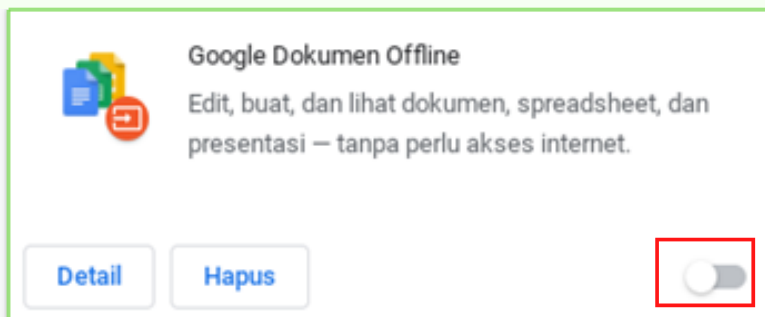 Google Dokumen Offline
Edit, buat, dan lihat dokumen, spreadsheet, dan
presentasi — tanpa perlu akses internet.
Detail
Hapus